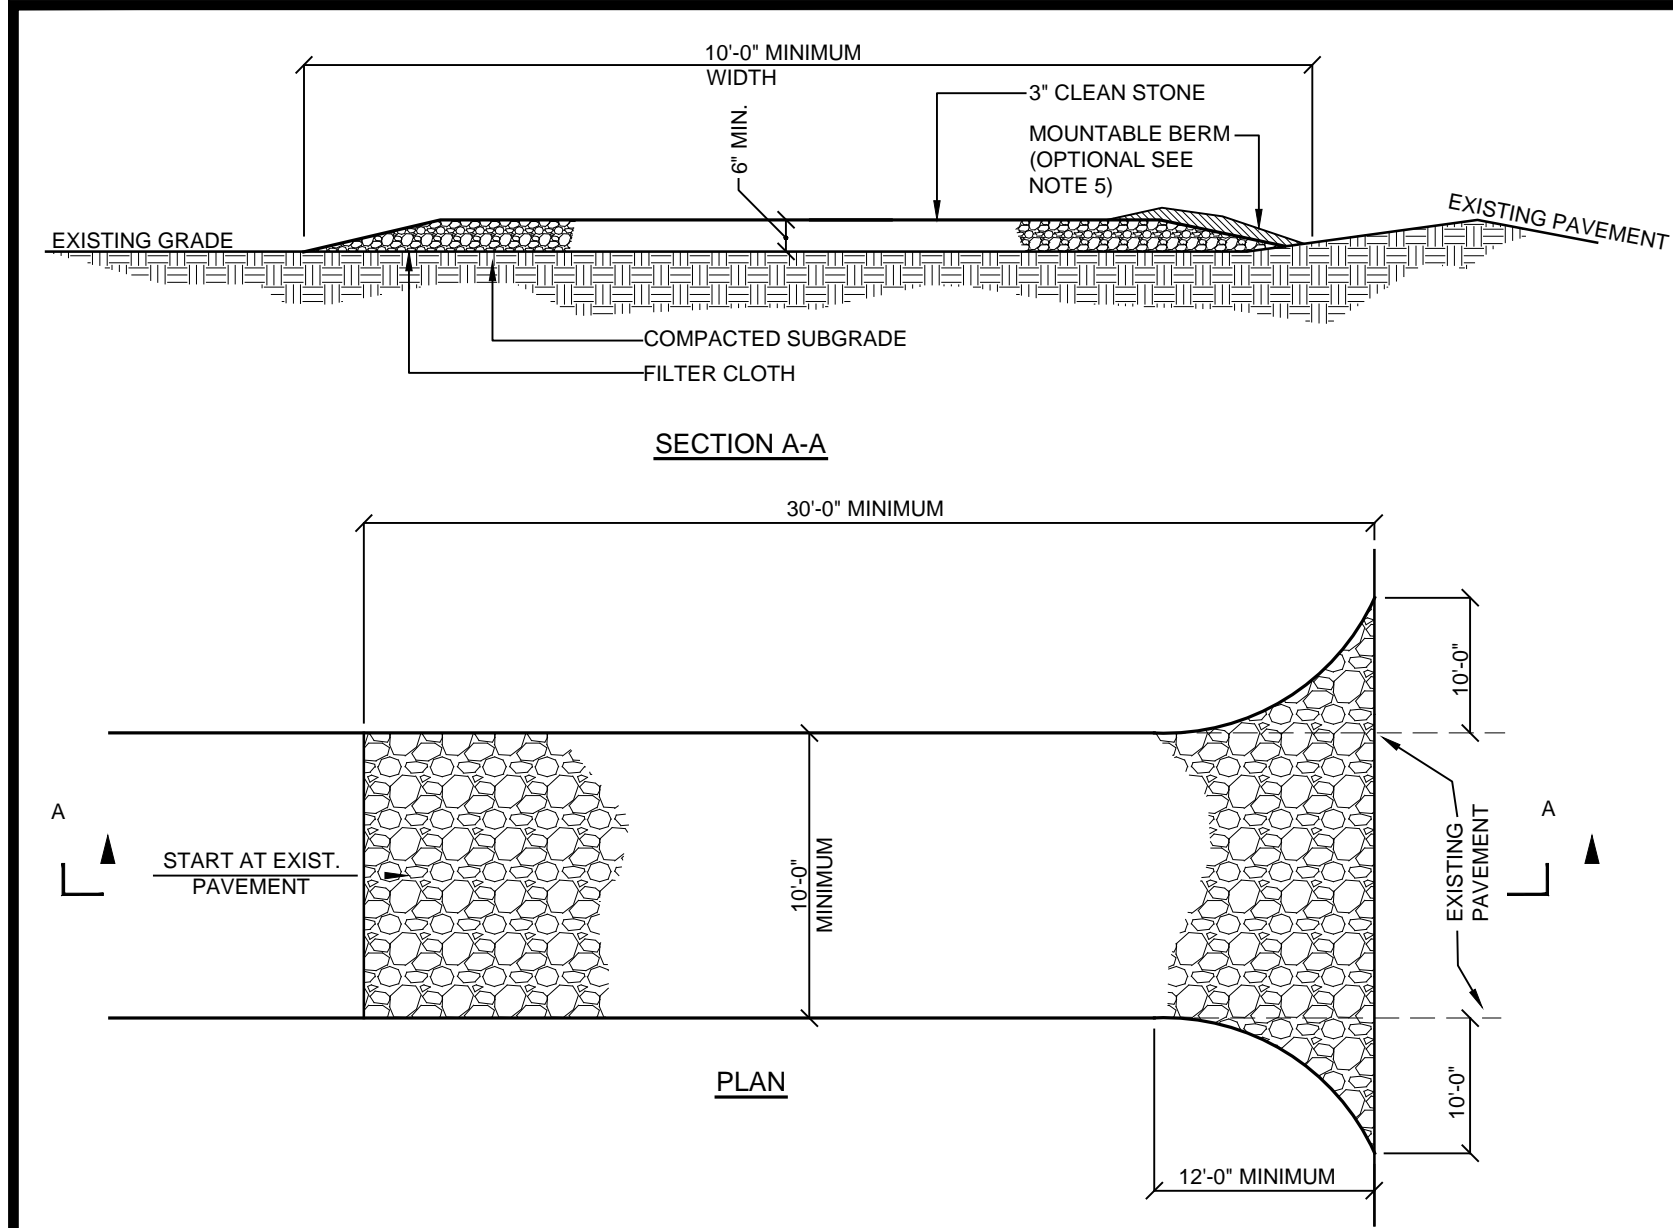 10'-0" MINIMUM
WIDTH
3" CLEAN STONE
6" MIN.
MOUNTABLE BERM
(OPTIONAL SEE
NOTE 5)
EXISTING GRADE
EXISTING PAVEMENT
COMPACTED SUBGRADE
FILTER CLOTH
SECTION A-A
30'-0" MINIMUM
10'-0"
A
START AT EXIST.
PAVEMENT
10'-0"
MINIMUM
EXISTING
PAVEMENT
A
PLAN
10'-0"
12'-0" MINIMUM